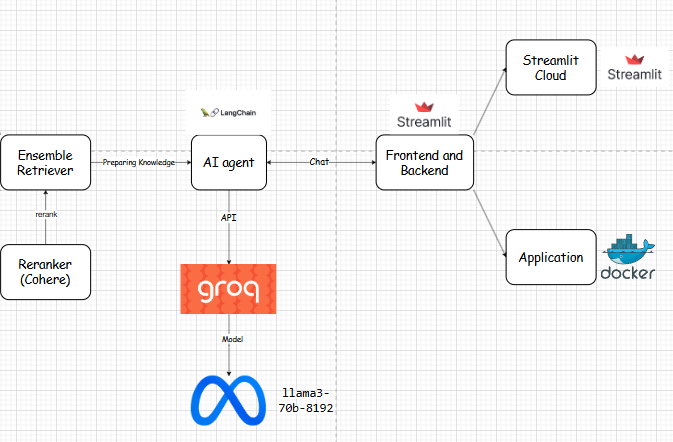 Streamlit
Cloud
Streamlit
LangChain
Streamlit
Ensemble
Retriever
Preparing Knowledge
AI agent
Chat
Frontend and
Backend
rerank
API
Reranker
(Cohere)
groq
Application
docker
Model
llama3-
70b-8192